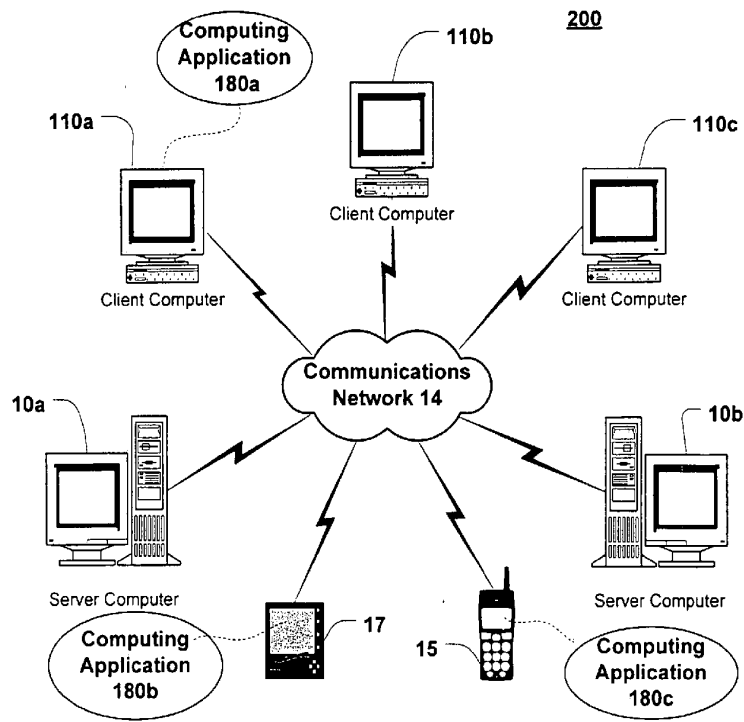 200
Computing
Application
180a
110b
110a
110c
Client Computer
Client Computer
Client Computer
Communications
Network 14
10a
10b
Server Computer
Server Computer
17
15
Computing
Application
180b
Computing
Application
180c